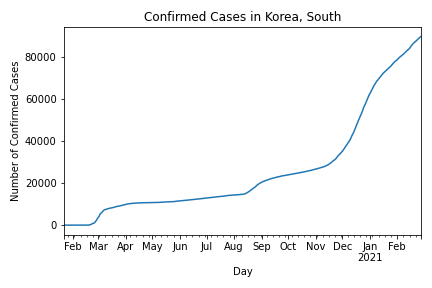 Confirmed Cases in Korea, South
Number of Confirmed Cases
80000
60000
40000
20000
0
Feb Mar Apr May Jun Jul Aug Sep Oct Nov Dec Jan Feb
2021
Day